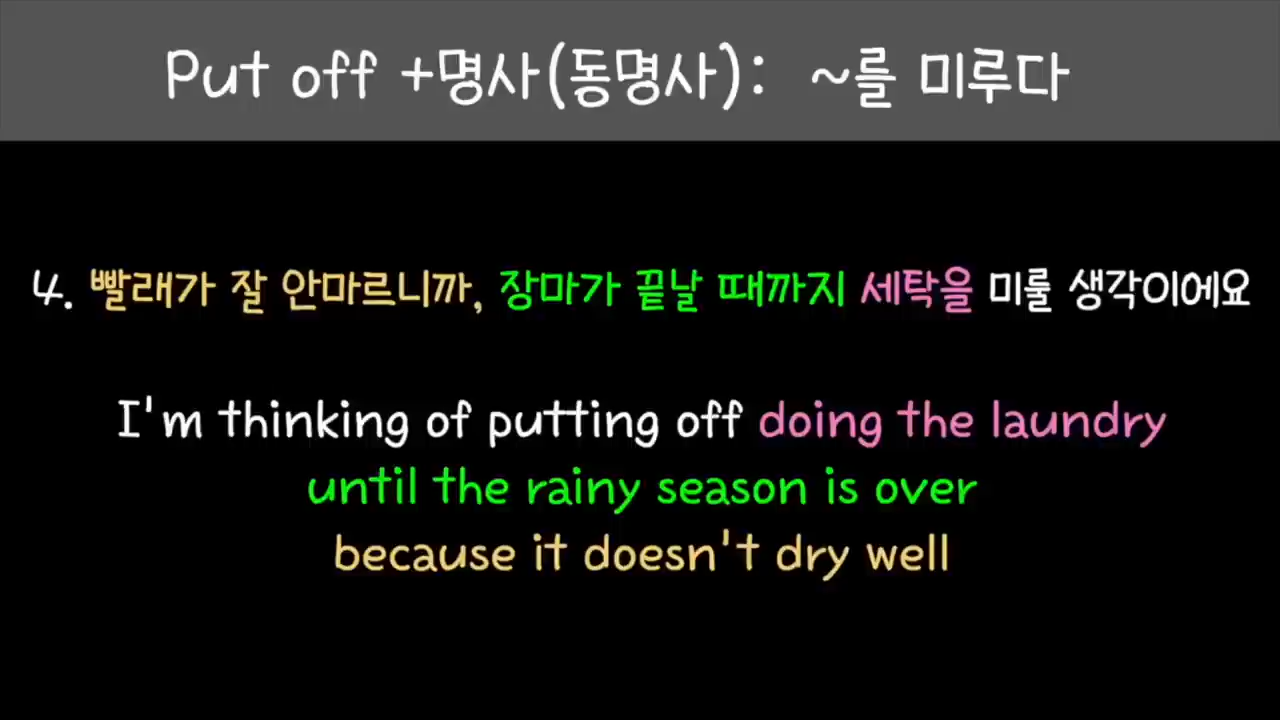 Put off +명사(동명사): ~를 미루다
4. 빨래가 잘 안마르니까, 장마가 끝날 때까지 세탁을 미룰 생각이에요
I'm thinking of putting off doing the laundry
until the rainy season is over
because it doesn't dry well